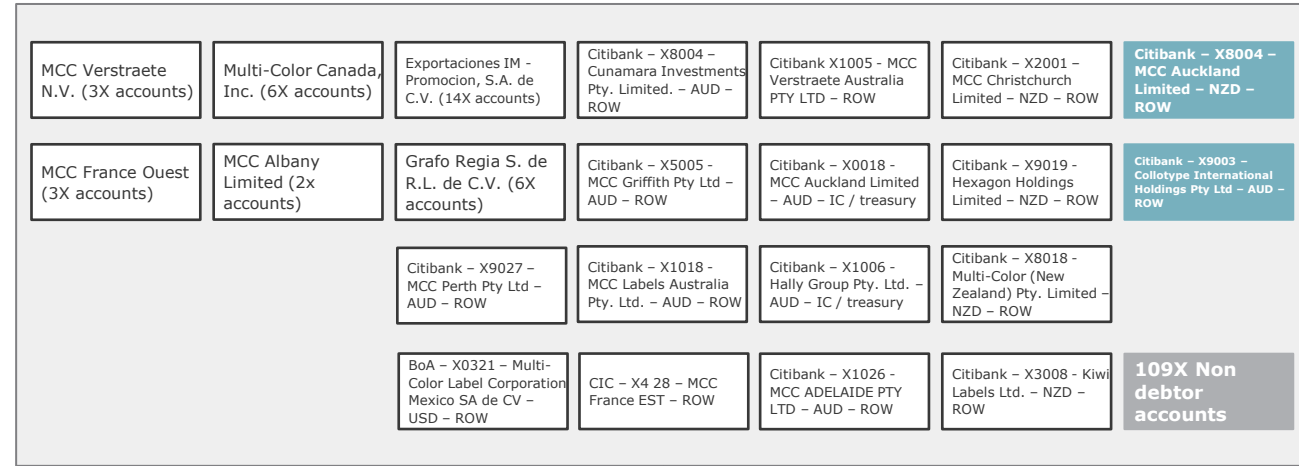 MCC Verstraete
N.V. (3X accounts)
Multi-Color Canada,
Inc. (6X accounts)
Exportaciones IM -
Promocion, S.A. de
C.V. (14X accounts)
Citibank – X8004 –
Cunamara Investments
Pty. Limited. – AUD –
ROW
Citibank X1005 - MCC
Verstraete Australia
PTY LTD – ROW
Citibank – X2001 –
MCC Christchurch
Limited – NZD – ROW
Citibank – X8004 –
MCC Auckland
Limited – NZD –
ROW
MCC France Ouest
(3X accounts)
MCC Albany
Limited (2x
accounts)
Grafo Regia S. de
R.L. de C.V. (6X
accounts)
Citibank – X5005 -
MCC Griffith Pty Ltd –
AUD – ROW
Citibank – X0018 -
MCC Auckland Limited
– AUD – IC / treasury
Citibank – X9019 -
Hexagon Holdings
Limited – NZD – ROW
Citibank – X9003 –
Collotype International
Holdings Pty Ltd – AUD –
ROW
Citibank – X9027 –
MCC Perth Pty Ltd –
AUD – ROW
Citibank – X1018 -
MCC Labels Australia
Pty. Ltd. – AUD – ROW
Citibank – X1006 -
Hally Group Pty. Ltd. –
AUD – IC / treasury
Citibank – X8018 -
Multi-Color (New
Zealand) Pty. Limited –
NZD – ROW
BoA – X0321 – Multi-
Color Label Corporation
Mexico SA de CV –
USD – ROW
CIC – X4 28 – MCC
France EST – ROW
Citibank – X1026 -
MCC ADELAIDE PTY
LTD – AUD – ROW
Citibank – X3008 - Kiwi
Labels Ltd. – NZD –
ROW
109X Non
debtor
accounts